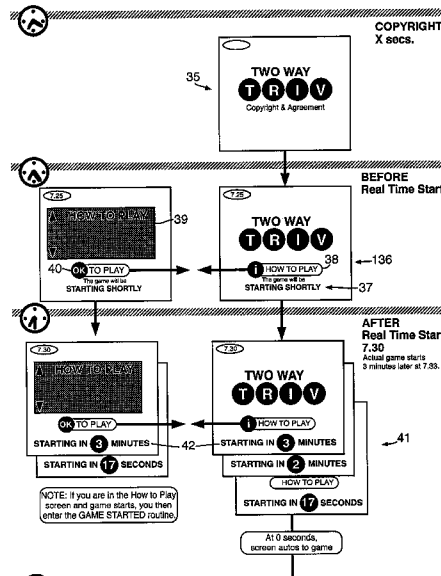 COPYRIGHT
X secs.
35
TWO WAY
TRIV
Copyright & Agreement
BEFORE
Real Time Start
7.25
HOW TO PLAY
39
40
OK TO PLAY
The game will be
STARTING SHORTLY
7.25
TWO WAY
TRIV
38
i HOW TO PLAY
136
The game will be
STARTING SHORTLY
37
AFTER
Real Time Star
7.30
Actual game starts
3 minutes later at 7.33.
7.30
HOW TO PLAY
OK TO PLAY
STARTING IN 3 MINUTES
42
STARTING IN 17 SECONDS
7.30
TWO WAY
TRIV
i HOW TO PLAY
STARTING IN 3 MINUTES
41
STARTING IN 2 MINUTES
HOW TO PLAY
STARTING IN 17 SECONDS
NOTE: If you are in the How to Play
screen and game starts, you then
enter the GAME STARTED routine.
At 0 seconds,
screen autos to game